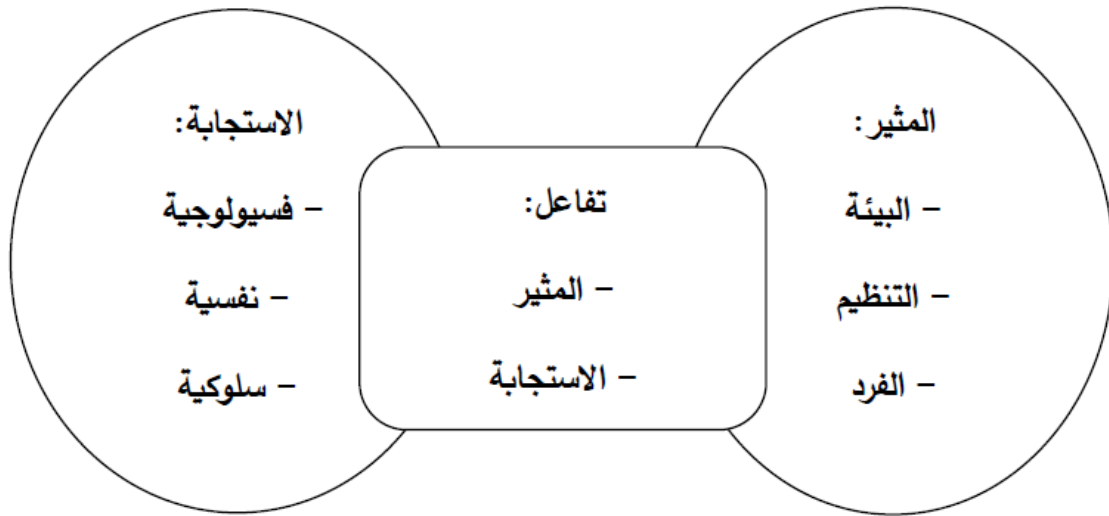 المثير:
– البيئة
– التنظيم
– الفرد
تفاعل:
– المثير
– الاستجابة
الاستجابة:
– فسيولوجية
– نفسية
– سلوكية